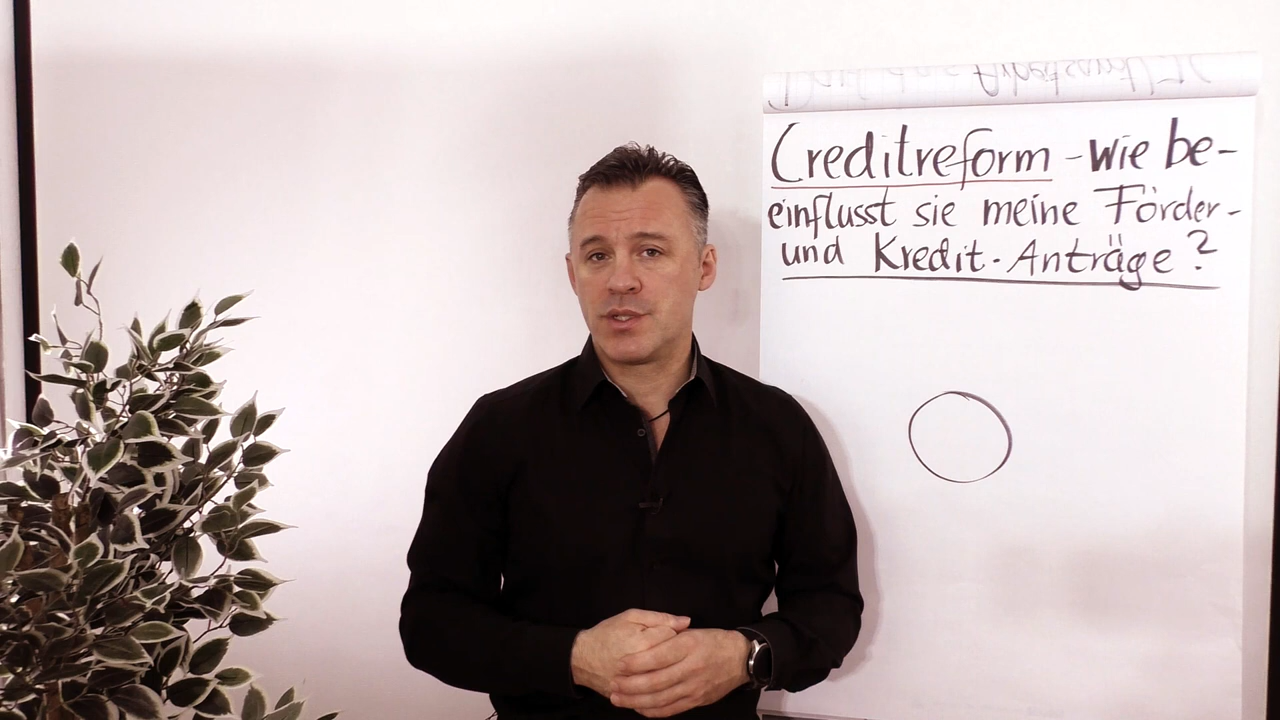 Creditreform - Wie be-
einflusst sie meine Förder-
und Kredit-Anträge?